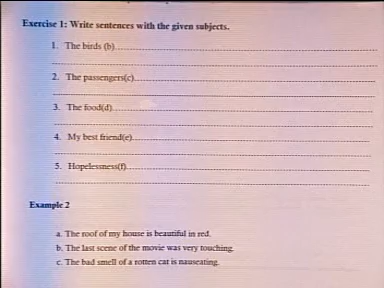 Exercise 1: Write sentences with the given subjects.
1. The birds (b)
2. The passengers(c)
3. The food(d)
4. My best friend(e)
5. Hopelessness(f)
Example 2
a. The roof of my house is beautiful in red.
b. The last scene of the movie was very touching.
c. The bad smell of a rotten cat is nauseating.